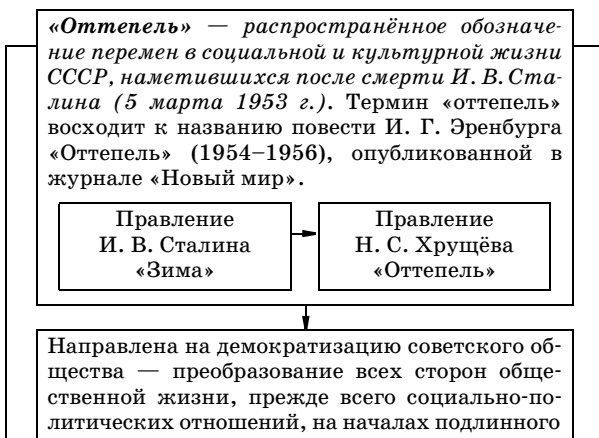 «Оттепель» — распространённое обозначе-
ние перемен в социальной и культурной жизни
СССР, наметившихся после смерти И. В. Ста-
лина (5 марта 1953 г.). Термин «оттепель»
восходит к названию повести И. Г. Эренбурга
«Оттепель» (1954–1956), опубликованной в
журнале «Новый мир».
Правление
И. В. Сталина
«Зима»
Правление
Н. С. Хрущёва
«Оттепель»
Направлена на демократизацию советского об-
щества — преобразование всех сторон обще-
ственной жизни, прежде всего социально-по-
литических отношений, на началах подлинного